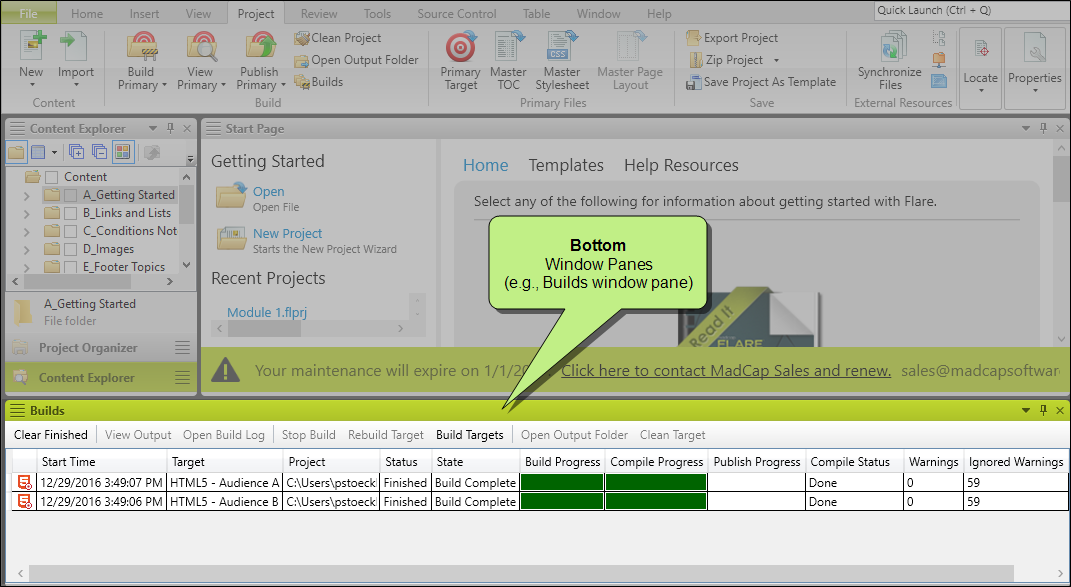 File Home Insert View Project Review Tools Source Control Table Window Help Quick Launch (Ctrl + Q)
New Import Build Primary View Primary Publish Primary Clean Project Open Output Folder Builds Primary Target Master TOC Master Stylesheet Master Page Layout Export Project Zip Project Save Project As Template Synchronize Files Locate Properties
CSS
Content Build Primary Files Save External Resources
Content Explorer
Content
A_Getting Started
B_Links and Lists
C_Conditions Not
D_Images
E_Footer Topics
A_Getting Started
File folder
Project Organizer
Content Explorer
Start Page
Getting Started
Open
Open File
New Project
Starts the New Project Wizard
Recent Projects
Module 1.flprj
Home Templates Help Resources
Select any of the following for information about getting started with Flare.
Read It
FLARE
Bottom
Window Panes
(e.g., Builds window pane)
Your maintenance will expire on 1/1/20 Click here to contact MadCap Sales and renew. sales@madcapsoftware
Builds
Clear Finished View Output Open Build Log Stop Build Rebuild Target Build Targets Open Output Folder Clean Target
Start Time Target Project Status State Build Progress Compile Progress Publish Progress Compile Status Warnings Ignored Warnings
12/29/2016 3:49:07 PM HTML5 - Audience A C:\Users\pstoeckl Finished Build Complete Done 0 59
12/29/2016 3:49:06 PM HTML5 - Audience B C:\Users\pstoeckl Finished Build Complete Done 0 59